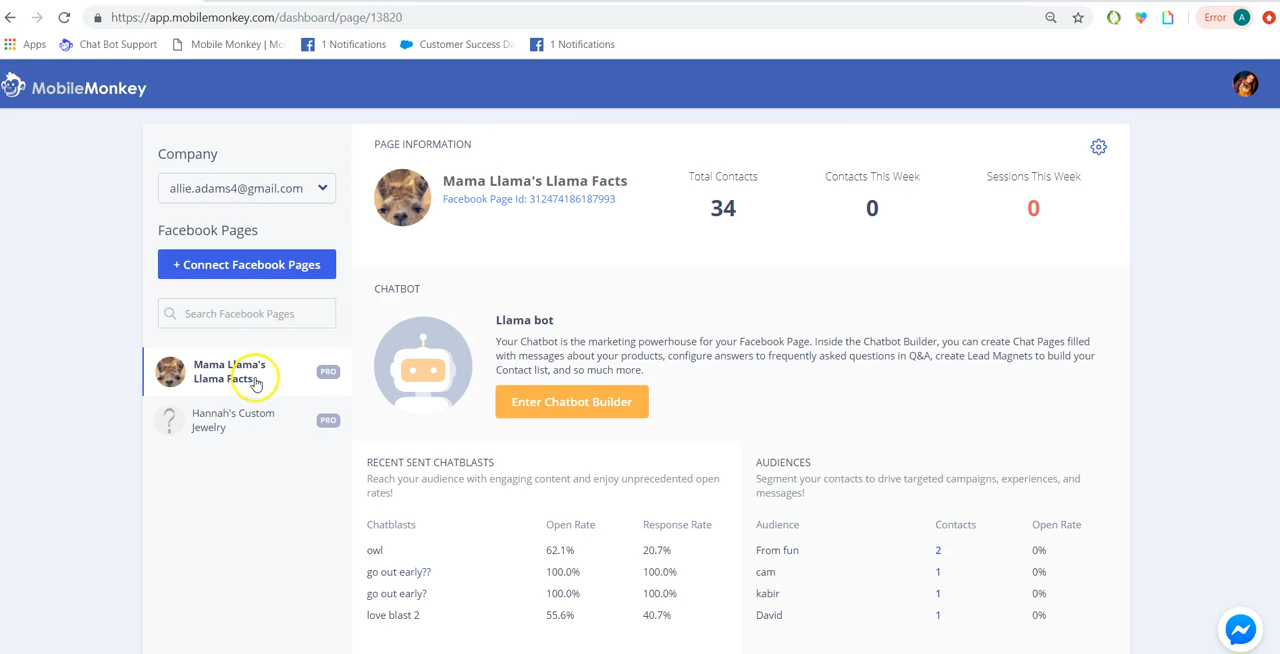 https://app.mobilemonkey.com/dashboard/page/13820
Error
A
Apps
Chat Bot Support
Mobile Monkey | Mo
1 Notifications
Customer Success Da
1 Notifications
MobileMonkey
Company
allie.adams4@gmail.com
Facebook Pages
+ Connect Facebook Pages
Search Facebook Pages
Mama Llama's
Llama Facts
PRO
Hannah's Custom
Jewelry
PRO
PAGE INFORMATION
Mama Llama's Llama Facts
Facebook Page Id: 312474186187993
Total Contacts
34
Contacts This Week
0
Sessions This Week
0
CHATBOT
Llama bot
Your Chatbot is the marketing powerhouse for your Facebook Page. Inside the Chatbot Builder, you can create Chat Pages filled
with messages about your products, configure answers to frequently asked questions in Q&A, create Lead Magnets to build your
Contact list, and so much more.
Enter Chatbot Builder
RECENT SENT CHATBLASTS
Reach your audience with engaging content and enjoy unprecedented open
rates!
Chatblasts Open Rate Response Rate
owl 62.1% 20.7%
go out early?? 100.0% 100.0%
go out early? 100.0% 100.0%
love blast 2 55.6% 40.7%
AUDIENCES
Segment your contacts to drive targeted campaigns, experiences, and
messages!
Audience Contacts Open Rate
From fun 2 0%
cam 1 0%
kabir 1 0%
David 1 0%